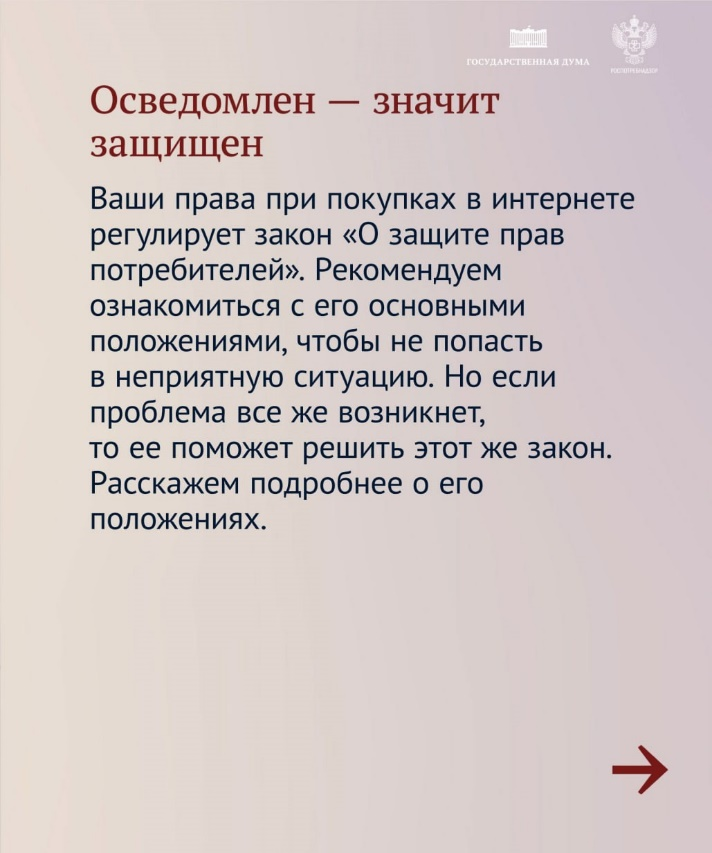 ГОСУДАРСТВЕННАЯ ДУМА
РОСПОТРЕБНАДЗОР
Осведомлен — значит
защищен
Ваши права при покупках в интернете
регулирует закон «О защите прав
потребителей». Рекомендуем
ознакомиться с его основными
положениями, чтобы не попасть
в неприятную ситуацию. Но если
проблема все же возникнет,
то ее поможет решить этот же закон.
Расскажем подробнее о его
положениях.